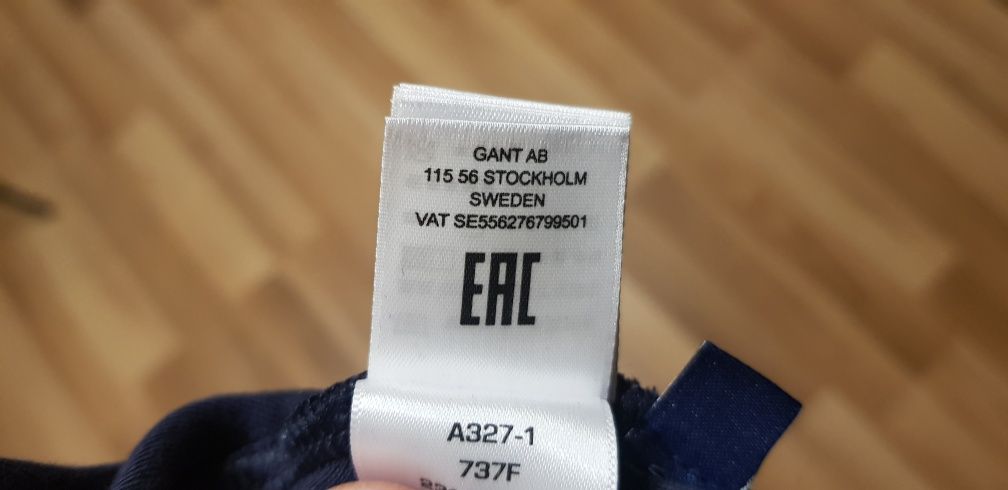 GANT AB
115 56 STOCKHOLM
SWEDEN
VAT SE556276799501
EAC
A327-1
737F